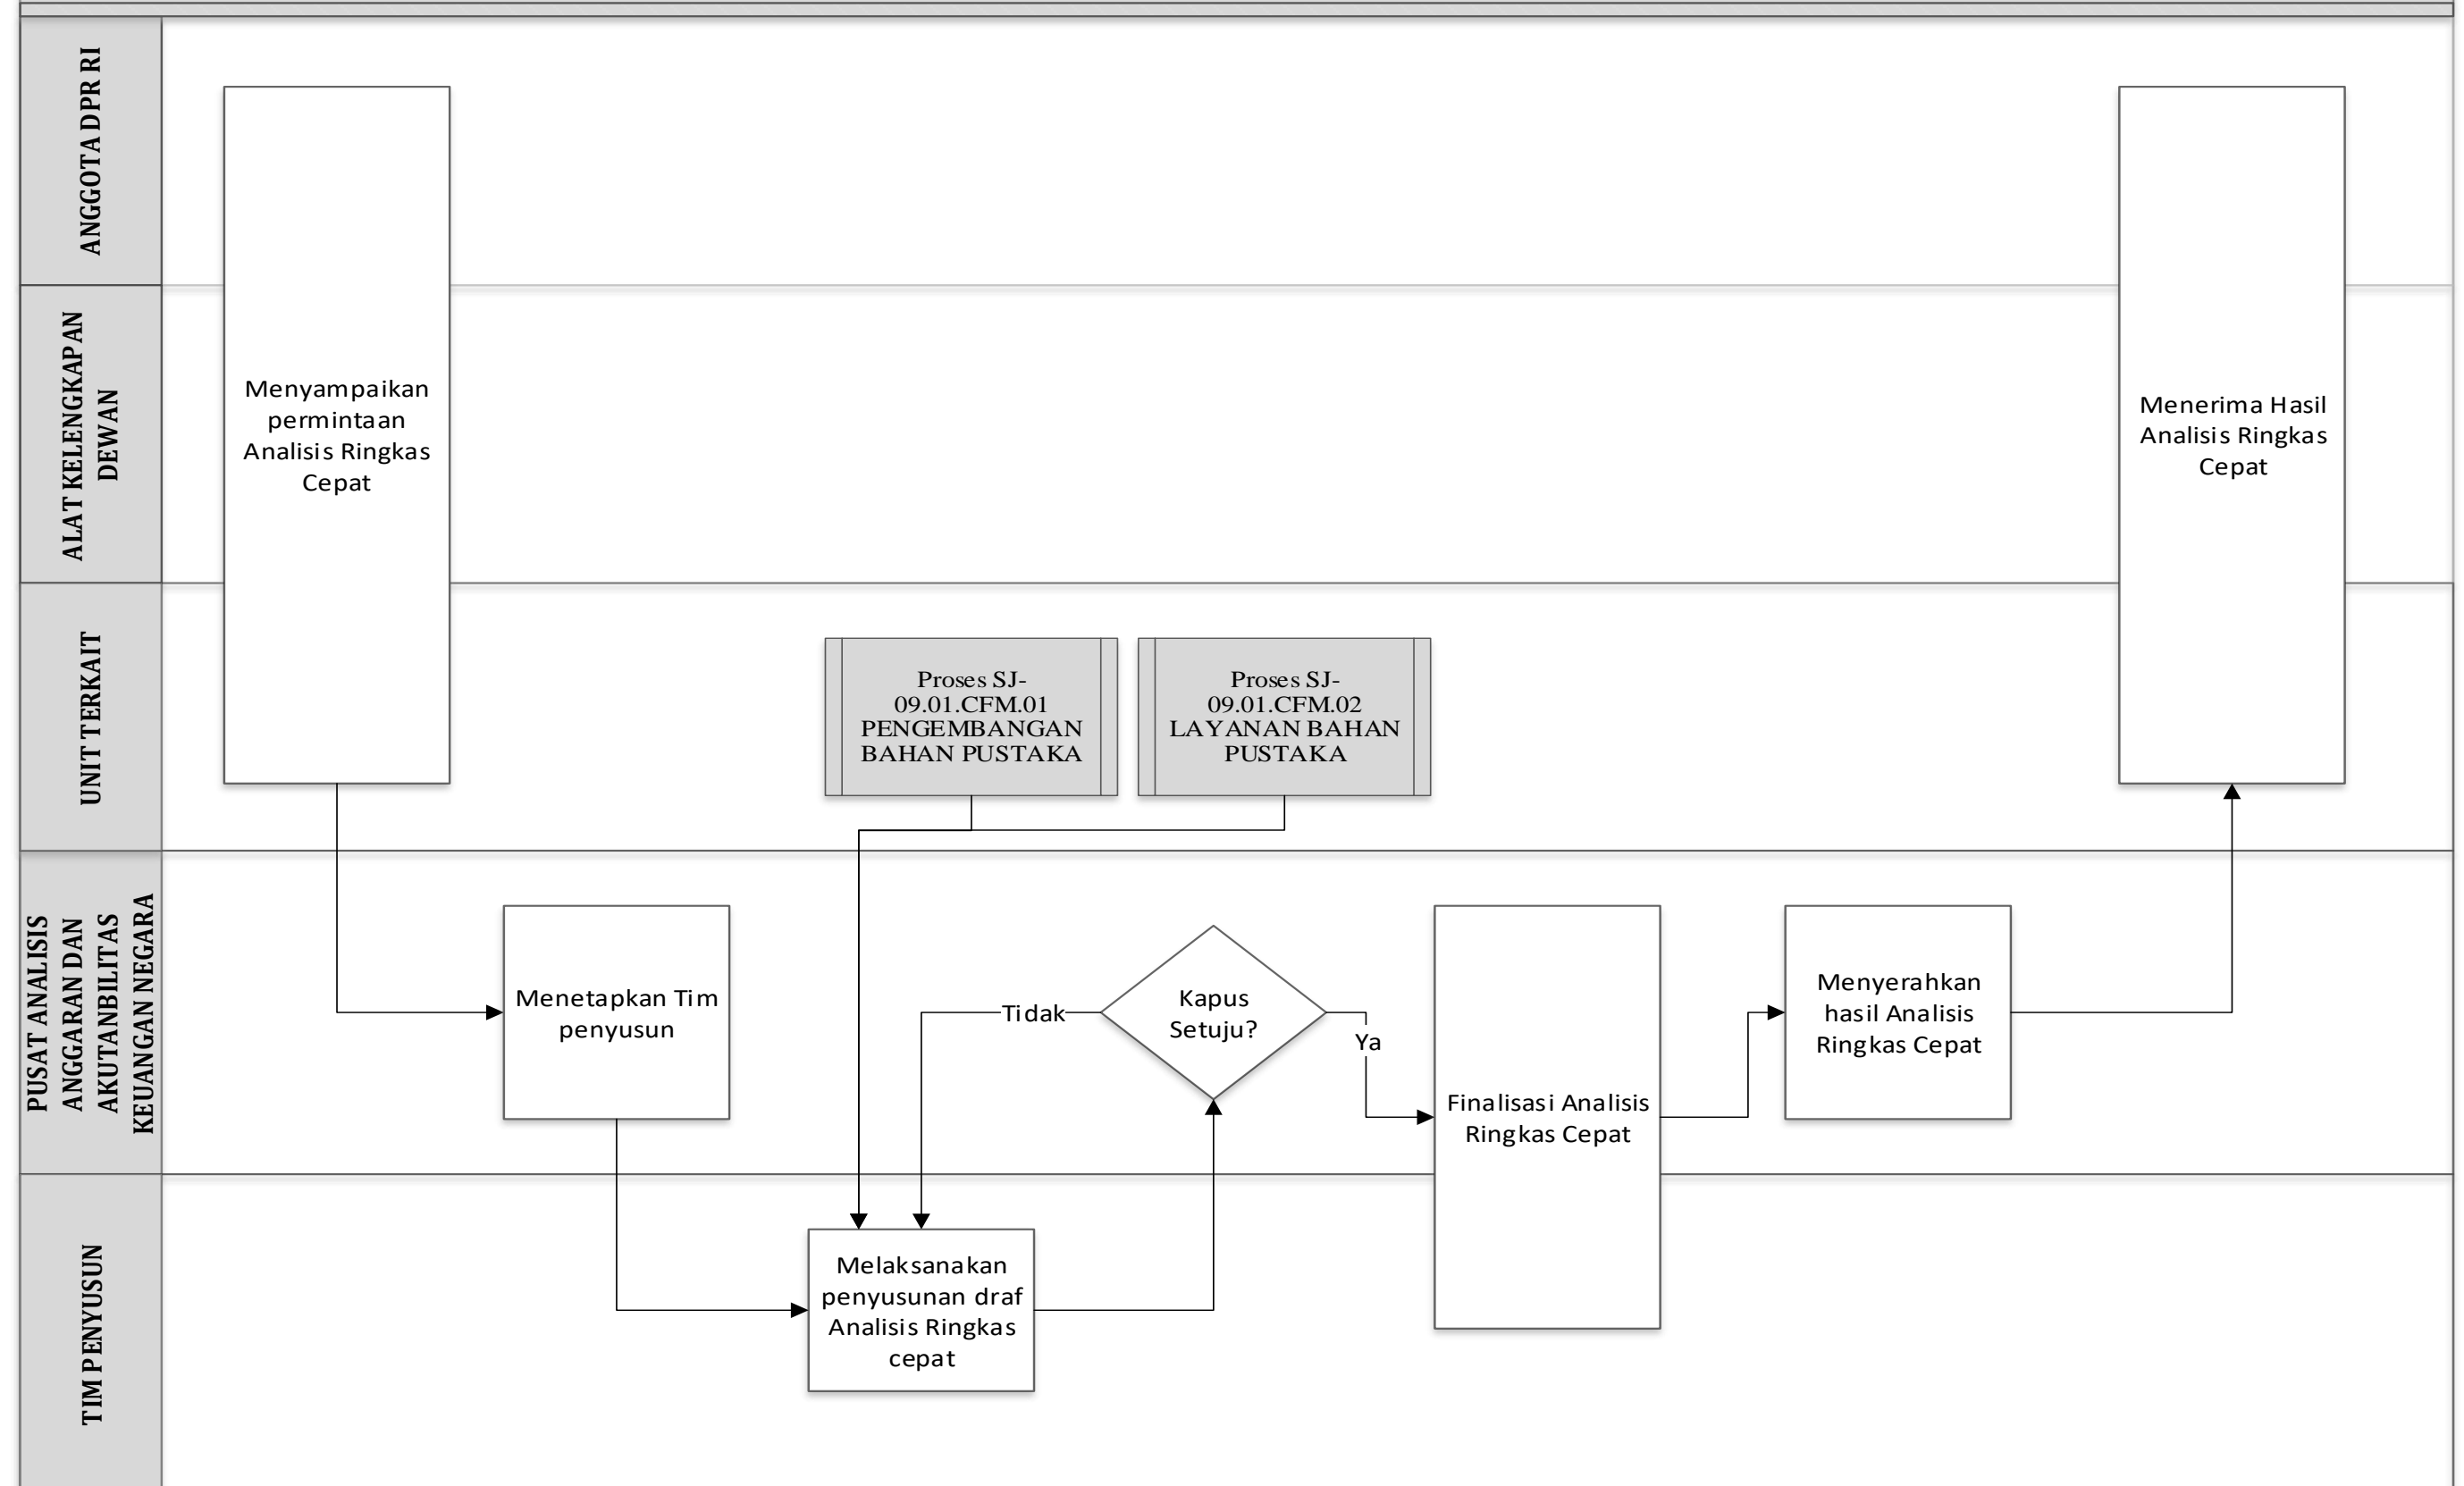 ANGGOTA DPR RI
ALAT KELENGKAPAN
DEWAN
UNIT TERKAIT
PUSAT ANALISIS
ANGGARAN DAN
AKUTANBILITAS
KEUANGAN NEGARA
TIM PENYUSUN
Menyampaikan
permintaan
Analisis Ringkas
Cepat
Menerima Hasil
Analisis Ringkas
Cepat
Proses SJ-
09.01.CFM.01
PENGEMBANGAN
BAHAN PUSTAKA
Proses SJ-
09.01.CFM.02
LAYANAN BAHAN
PUSTAKA
Menetapkan Tim
penyusun
Tidak
Kapus
Setuju?
Ya
Finalisasi Analisis
Ringkas Cepat
Menyerahkan
hasil Analisis
Ringkas Cepat
Melaksanakan
penyusunan draf
Analisis Ringkas
cepat